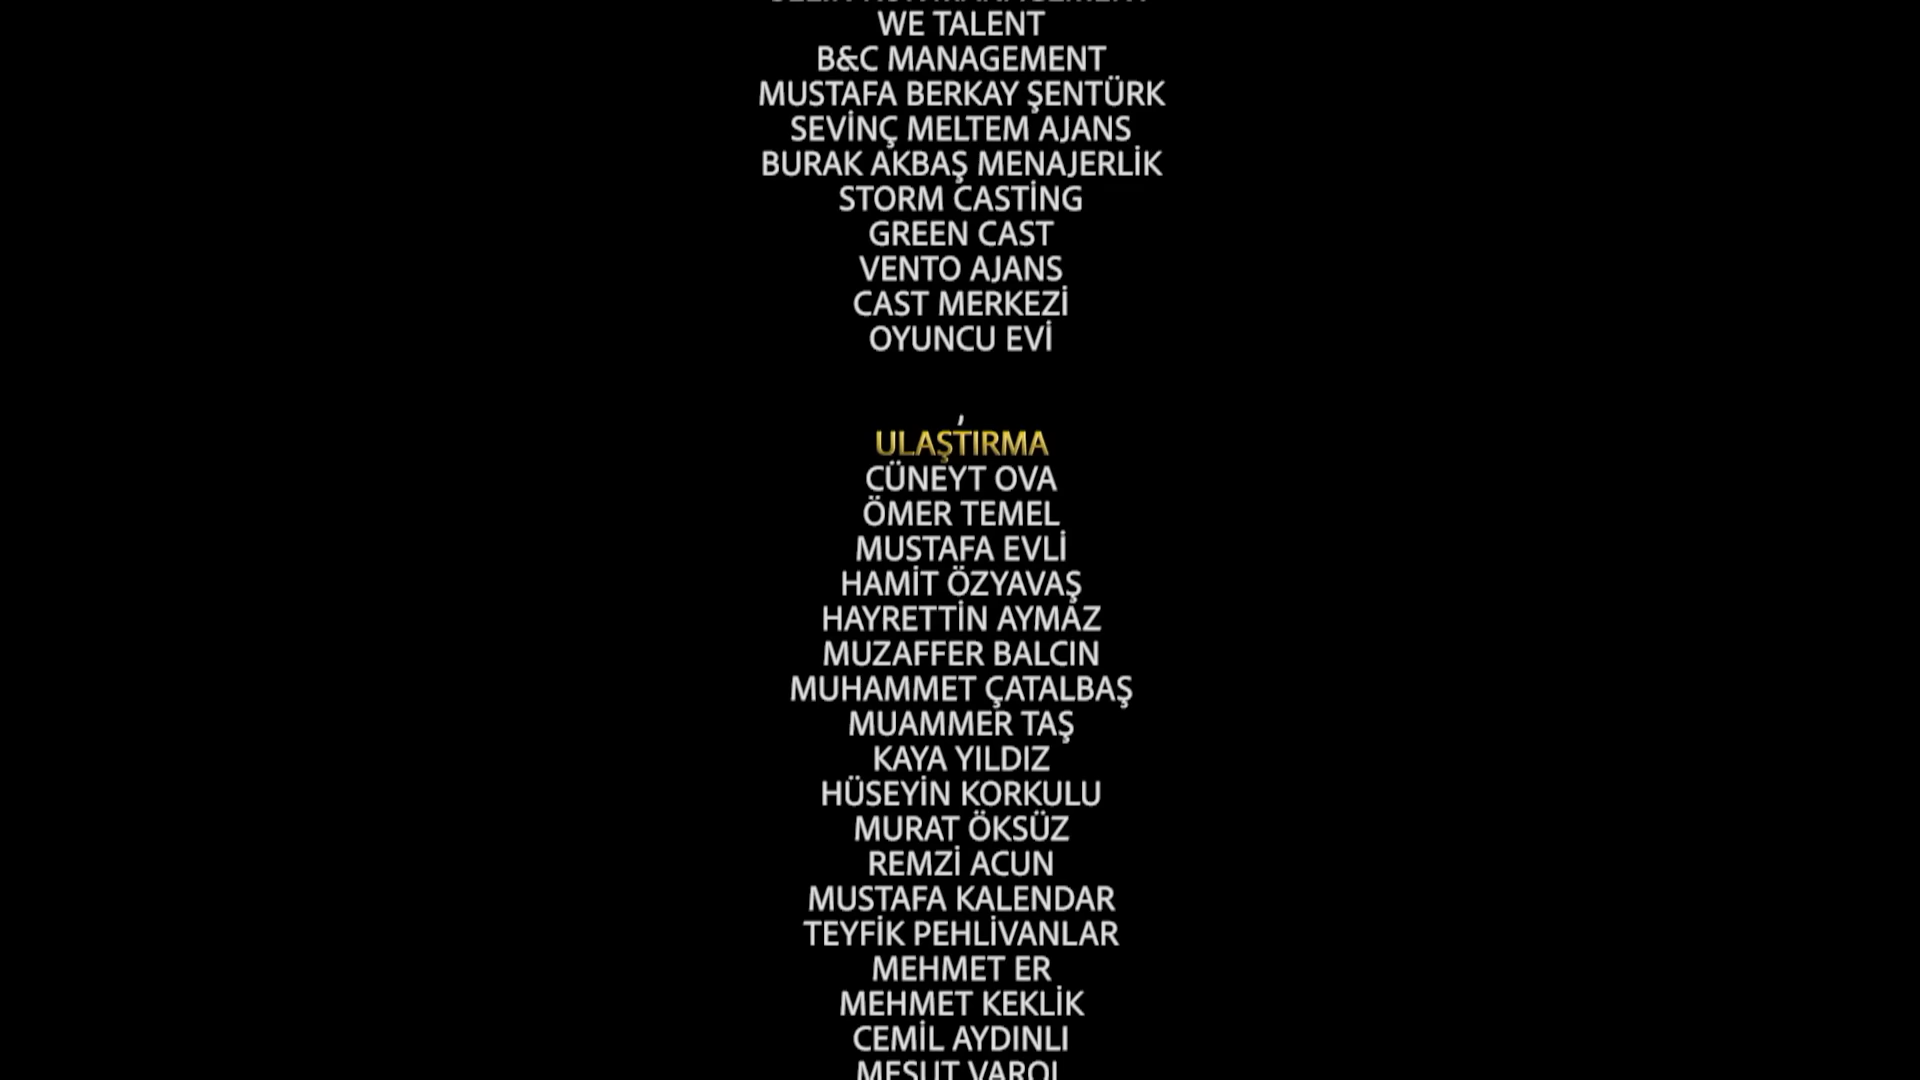 WE TALENT
B&C MANAGEMENT
MUSTAFA BERKAY ŞENTÜRK
SEVİNÇ MELTEM AJANS
BURAK AKBAŞ MENAJERLİK
STORM CASTİNG
GREEN CAST
VENTO AJANS
CAST MERKEZİ
OYUNCU EVİ
,
ULAŞTIRMA
CÜNEYT OVA
ÖMER TEMEL
MUSTAFA EVLİ
HAMİT ÖZYAVAŞ
HAYRETTİN AYMAZ
MUZAFFER BALCIN
MUHAMMET ÇATALBAŞ
MUAMMER TAŞ
KAYA YILDIZ
HÜSEYİN KORKULU
MURAT ÖKSÜZ
REMZİ ACUN
MUSTAFA KALENDAR
TEYFİK PEHLİVANLAR
MEHMET ER
MEHMET KEKLİK
CEMİL AYDINLI
MESUT VAROL